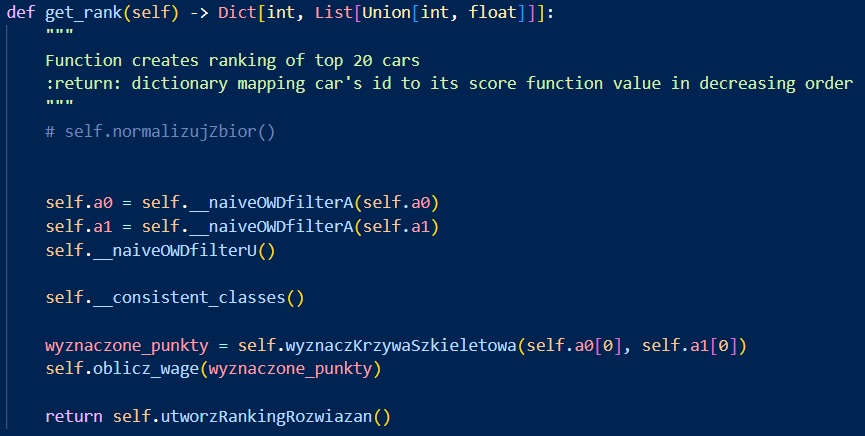 def get_rank(self) -> Dict[int, List[Union[int, float]]]:
"""
Function creates ranking of top 20 cars
:return: dictionary mapping car's id to its score function value in decreasing order
"""
# self.normalizujZbior()
self.a0 = self.__naiveOWDfilterA(self.a0)
self.a1 = self.__naiveOWDfilterA(self.a1)
self.__naiveOWDfilterU()
self.__consistent_classes()
wyznaczone_punkty = self.wyznaczKrzywaSzkieletowa(self.a0[0], self.a1[0])
self.oblicz_wage(wyznaczone_punkty)
return self.utworzRankingRozwiazan()